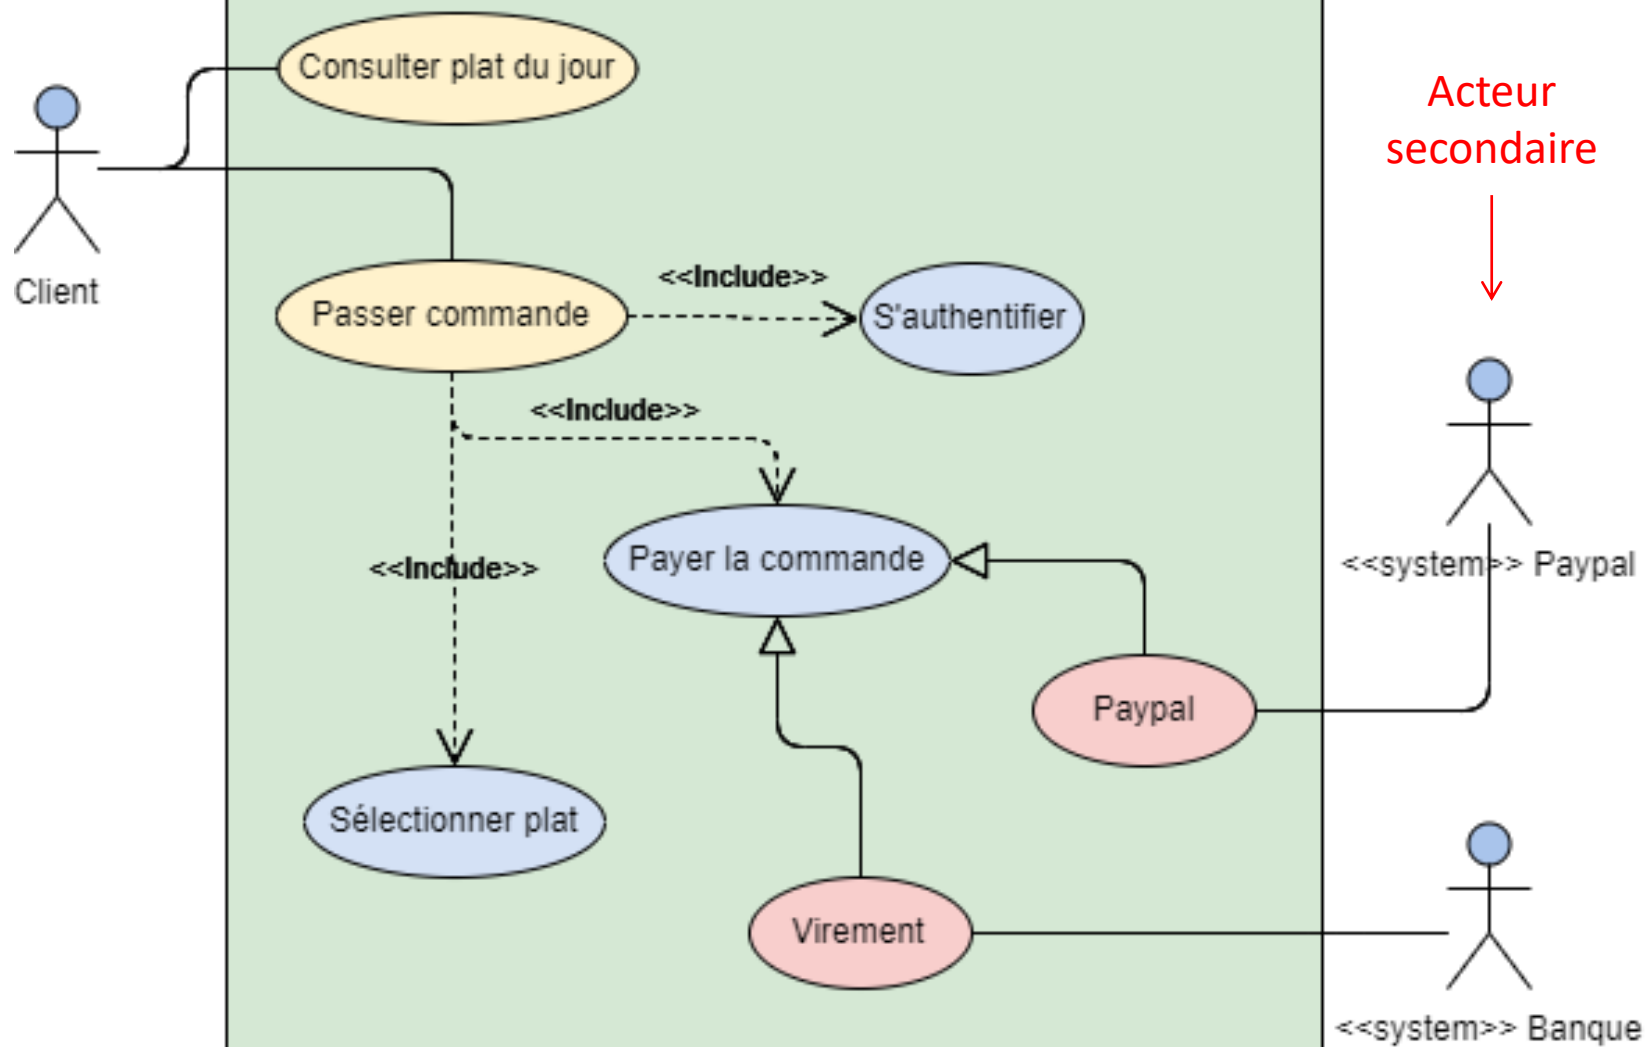 Consulter plat du jour
Acteur
secondaire
Client
<<Include>>
Passer commande
S'authentifier
<<Include>>
Payer la commande
<<system>> Paypal
<<Include>>
Paypal
Sélectionner plat
Virement
<<system>> Banque